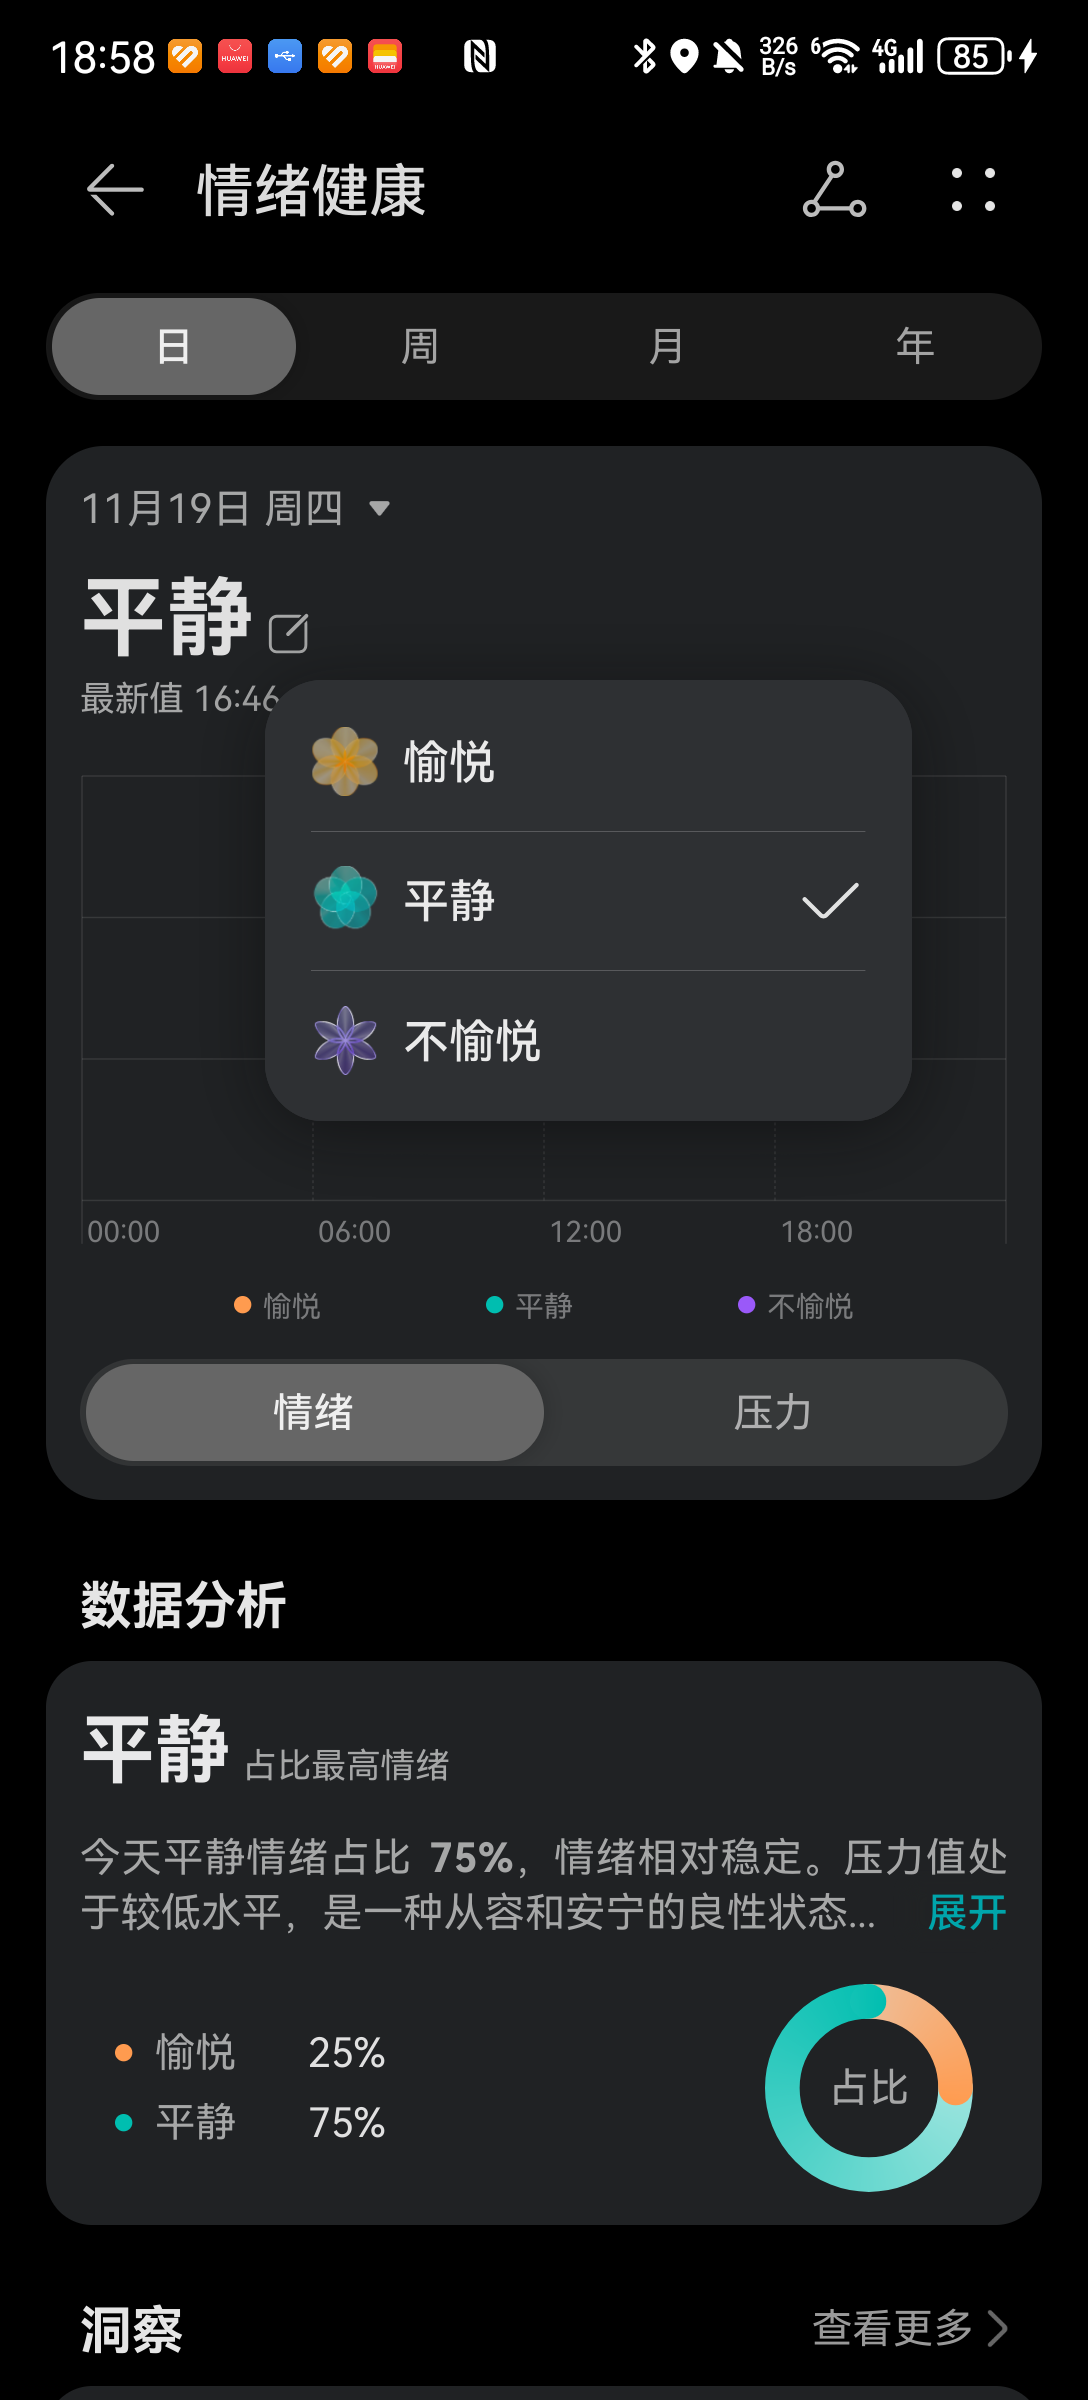 18:58
HUAWEI
HUAWEI
326 B/s
6
4G
85
情绪健康
日 周 月 年
11月19日 周四
平静
最新值 16:46
愉悦
平静
不愉悦
00:00 06:00 12:00 18:00
愉悦 平静 不愉悦
情绪 压力
数据分析
平静 占比最高情绪
今天平静情绪占比 75%，情绪相对稳定。压力值处
于较低水平，是一种从容和安宁的良性状态... 展开
愉悦 25%
平静 75%
占比
洞察 查看更多